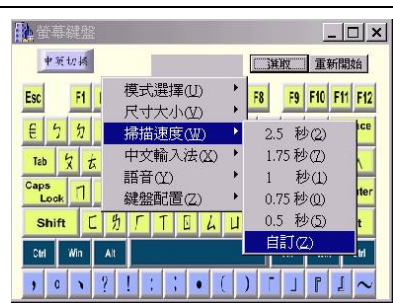 螢幕鍵盤
中英切換
選取 重新開始
Esc F1 F8 F9 F10 F11 F12
模式選擇(U)
尺寸大小(V)
掃描速度(W)
中文輸入法(X)
語音(Y)
鍵盤配置(Z)
2.5 秒(2)
1.75 秒(7)
1 秒(1)
0.75 秒(0)
0.5 秒(5)
自訂(Z)
ㄅ ㄉ
Tab ㄆ ㄊ
Caps Lock ㄇ
Shift ㄈ ㄌ ㄏ ㄒ ㄖ ㄙ ㄩ
Ctrl Win Alt
, 。 、 ? ! : ; • ( ) 「 」 『 』 ~